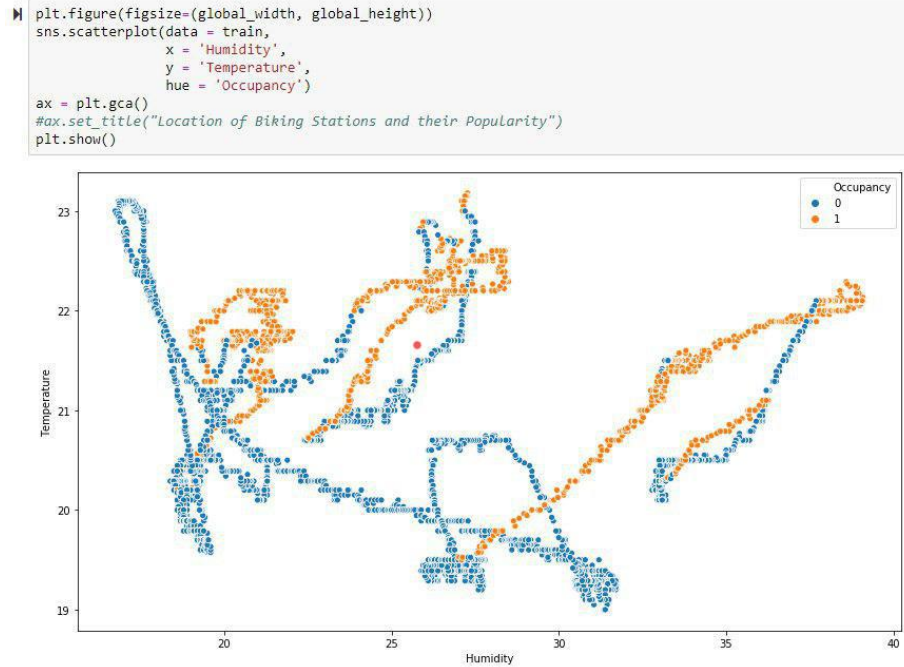 plt.figure(figsize=(global_width, global_height))
sns.scatterplot(data = train,
x = 'Humidity',
y = 'Temperature',
hue = 'Occupancy')
ax = plt.gca()
#ax.set_title("Location of Biking Stations and their Popularity")
plt.show()
Occupancy
0
1
23
22
21
20
19
Temperature
20
25
30
35
40
Humidity